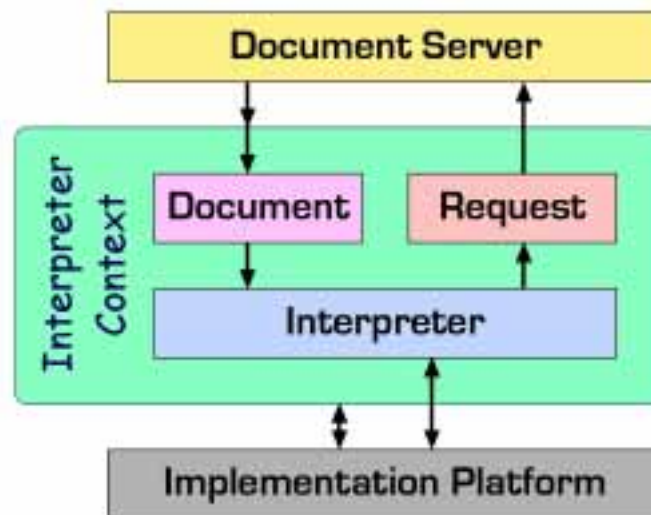 Document Server
Interpreter
Context
Document
Request
Interpreter
Implementation Platform